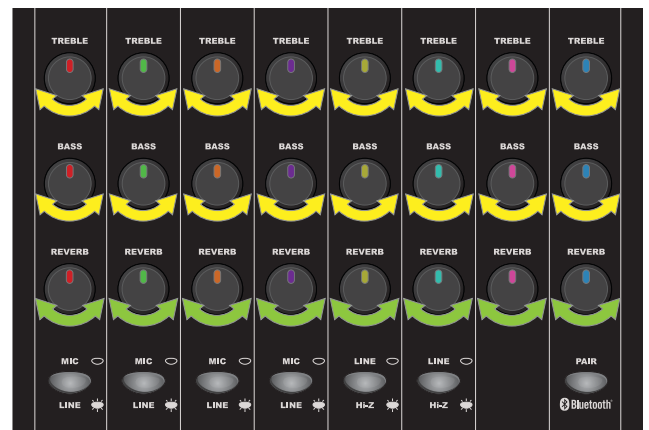 TREBLE TREBLE TREBLE TREBLE TREBLE TREBLE TREBLE TREBLE
BASS BASS BASS BASS BASS BASS BASS BASS
REVERB REVERB REVERB REVERB REVERB REVERB REVERB REVERB
MIC MIC MIC MIC LINE LINE PAIR
LINE LINE LINE LINE Hi-Z Hi-Z Bluetooth